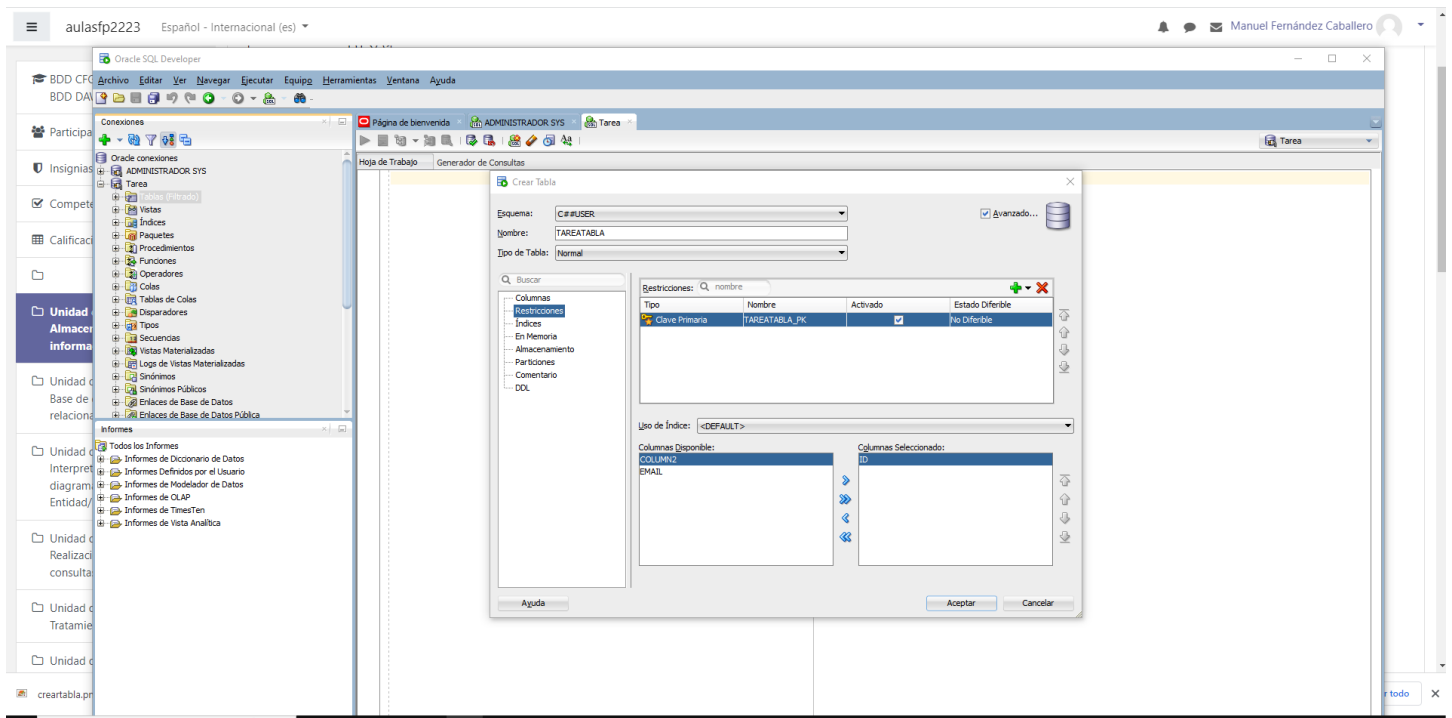 aulasfp2223 Español - Internacional (es)
Manuel Fernández Caballero
BDD CFG
BDD DAW
Participa
Insignias
Compete
Calificaci
Unidad
Almacen
informa
Unidad d
Base de
relaciona
Unidad d
Interpret
diagram
Entidad/
Unidad d
Realizaci
consulta
Unidad d
Tratamie
Unidad d
creartabla.pn
r todo
Oracle SQL Developer
Archivo Editar Ver Navegar Ejecutar Equipo Herramientas Ventana Ayuda
Conexiones
Oracle conexiones
ADMINISTRADOR SYS
Tarea
Tablas (Filtrado)
Vistas
Índices
Paquetes
Procedimientos
Funciones
Operadores
Colas
Tablas de Colas
Disparadores
Tipos
Secuencias
Vistas Materializadas
Logs de Vistas Materializadas
Sinónimos
Sinónimos Públicos
Enlaces de Base de Datos
Enlaces de Base de Datos Pública
Informes
Todos los Informes
Informes de Diccionario de Datos
Informes Definidos por el Usuario
Informes de Modelador de Datos
Informes de OLAP
Informes de TimesTen
Informes de Vista Analítica
Página de bienvenida ADMINISTRADOR SYS Tarea
Tarea
Hoja de Trabajo Generador de Consultas
Crear Tabla
Esquema: C##USER
Avanzado...
Nombre: TAREATABLA
Tipo de Tabla: Normal
Buscar
Columnas
Restricciones
Índices
En Memoria
Almacenamiento
Particiones
Comentario
DDL
Restricciones: nombre
Tipo Nombre Activado Estado Diferible
Clave Primaria TAREATABLA_PK No Diferible
Uso de Índice: <DEFAULT>
Columnas Disponible: Columnas Seleccionado:
COLUMN2 ID
EMAIL
Ayuda Aceptar Cancelar